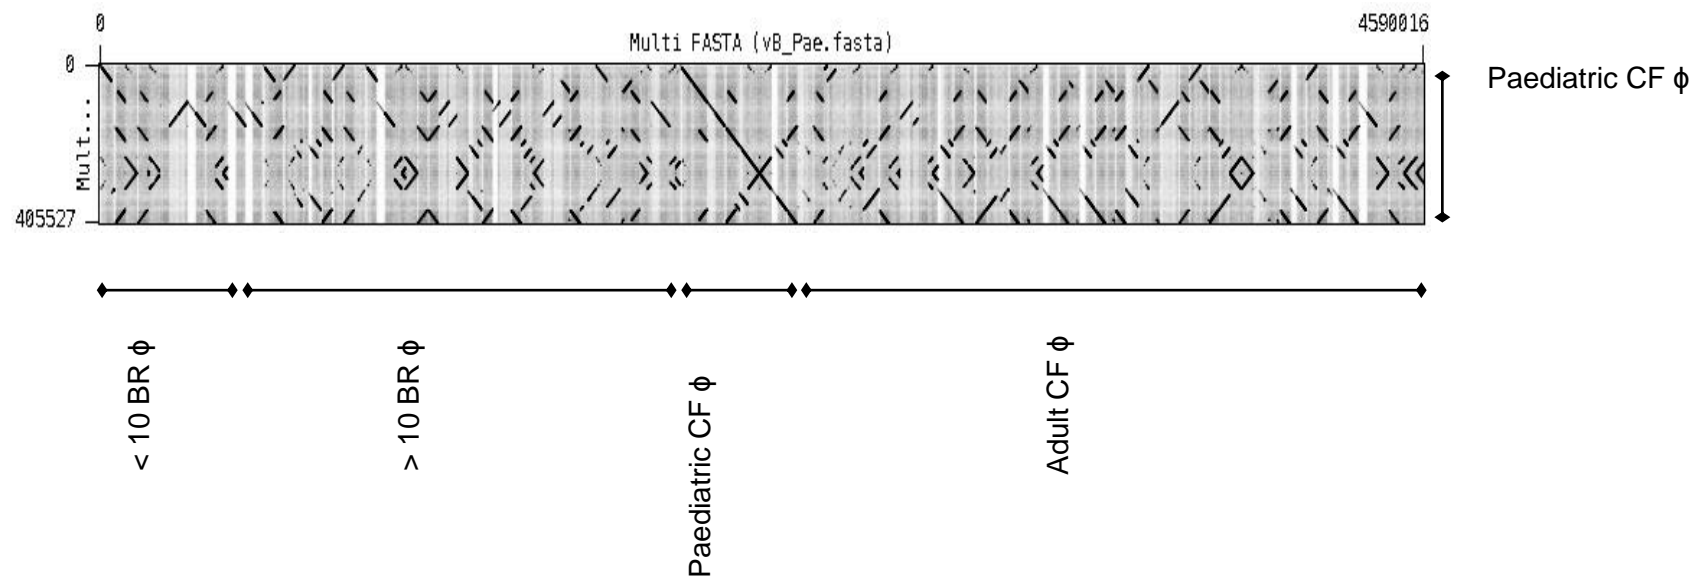 0
4590016
Multi FASTA (vB_Pae.fasta)
0
Mult...
405527
Paediatric CF ϕ
< 10 BR ϕ
> 10 BR ϕ
Paediatric CF ϕ
Adult CF ϕ